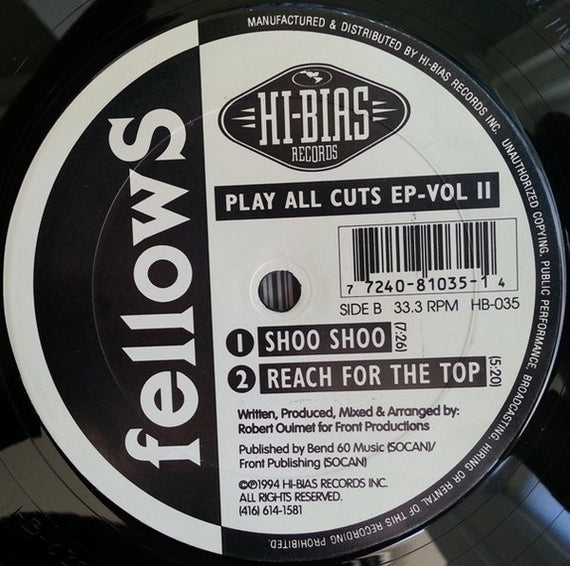 MANUFACTURED & DISTRIBUTED BY HI-BIAS RECORDS INC. UNAUTHORIZED COPYING, PUBLIC PERFORMANCE, BROADCASTING, HIRING OR RENTAL OF THIS RECORDING PROHIBITED.
fellowS
HI-BIAS
RECORDS
PLAY ALL CUTS EP-VOL II
7 7240-81035-1 4
SIDE B 33.3 RPM HB-035
1 SHOO SHOO (7:26)
2 REACH FOR THE TOP (5:20)
Written, Produced, Mixed & Arranged by:
Robert Ouimet for Front Productions
Published by Bend 60 Music (SOCAN)/
Front Publishing (SOCAN)
©℗1994 HI-BIAS RECORDS INC.
ALL RIGHTS RESERVED.
(416) 614-1581